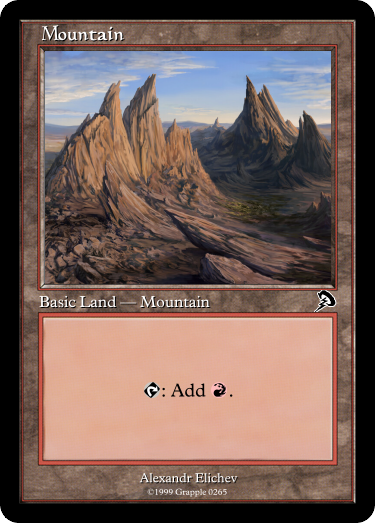 Mountain
Basic Land — Mountain
: Add .
Alexandr Elichev
©1999 Grapple 0265